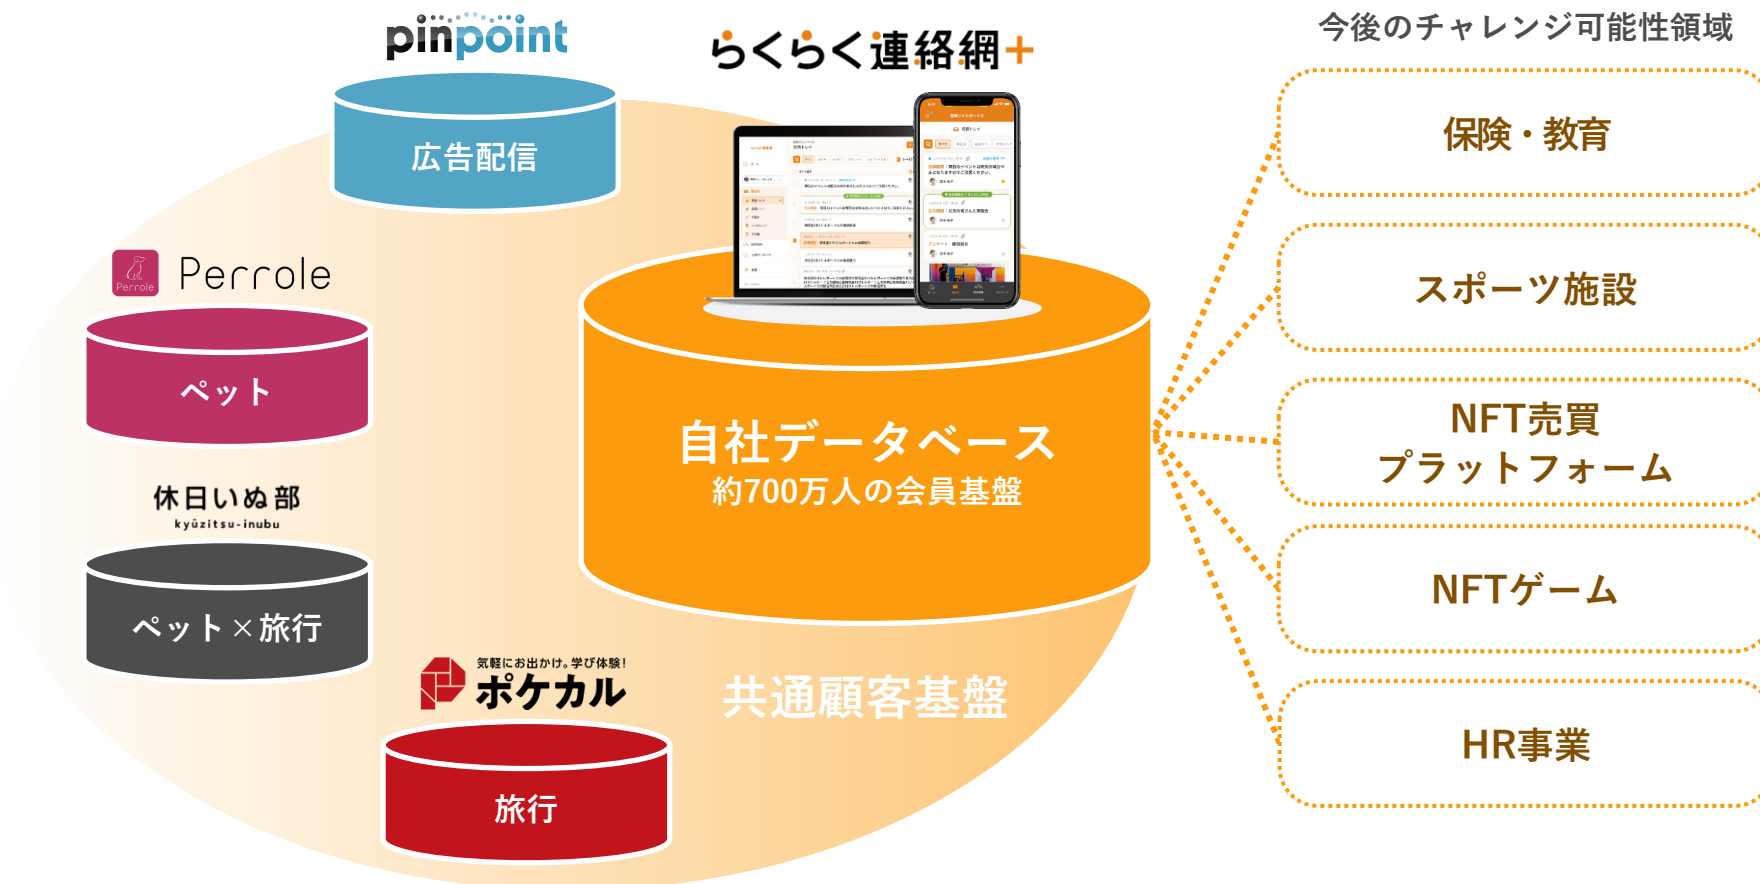 pinpoint
広告配信
らくらく連絡網+
Perrole
Perrole
ペット
休日いぬ部
kyūzitsu-inubu
ペット×旅行
気軽にお出かけ。学び体験!
ポケカル
旅行
自社データベース
約700万人の会員基盤
共通顧客基盤
今後のチャレンジ可能性領域
保険・教育
スポーツ施設
NFT売買
プラットフォーム
NFTゲーム
HR事業